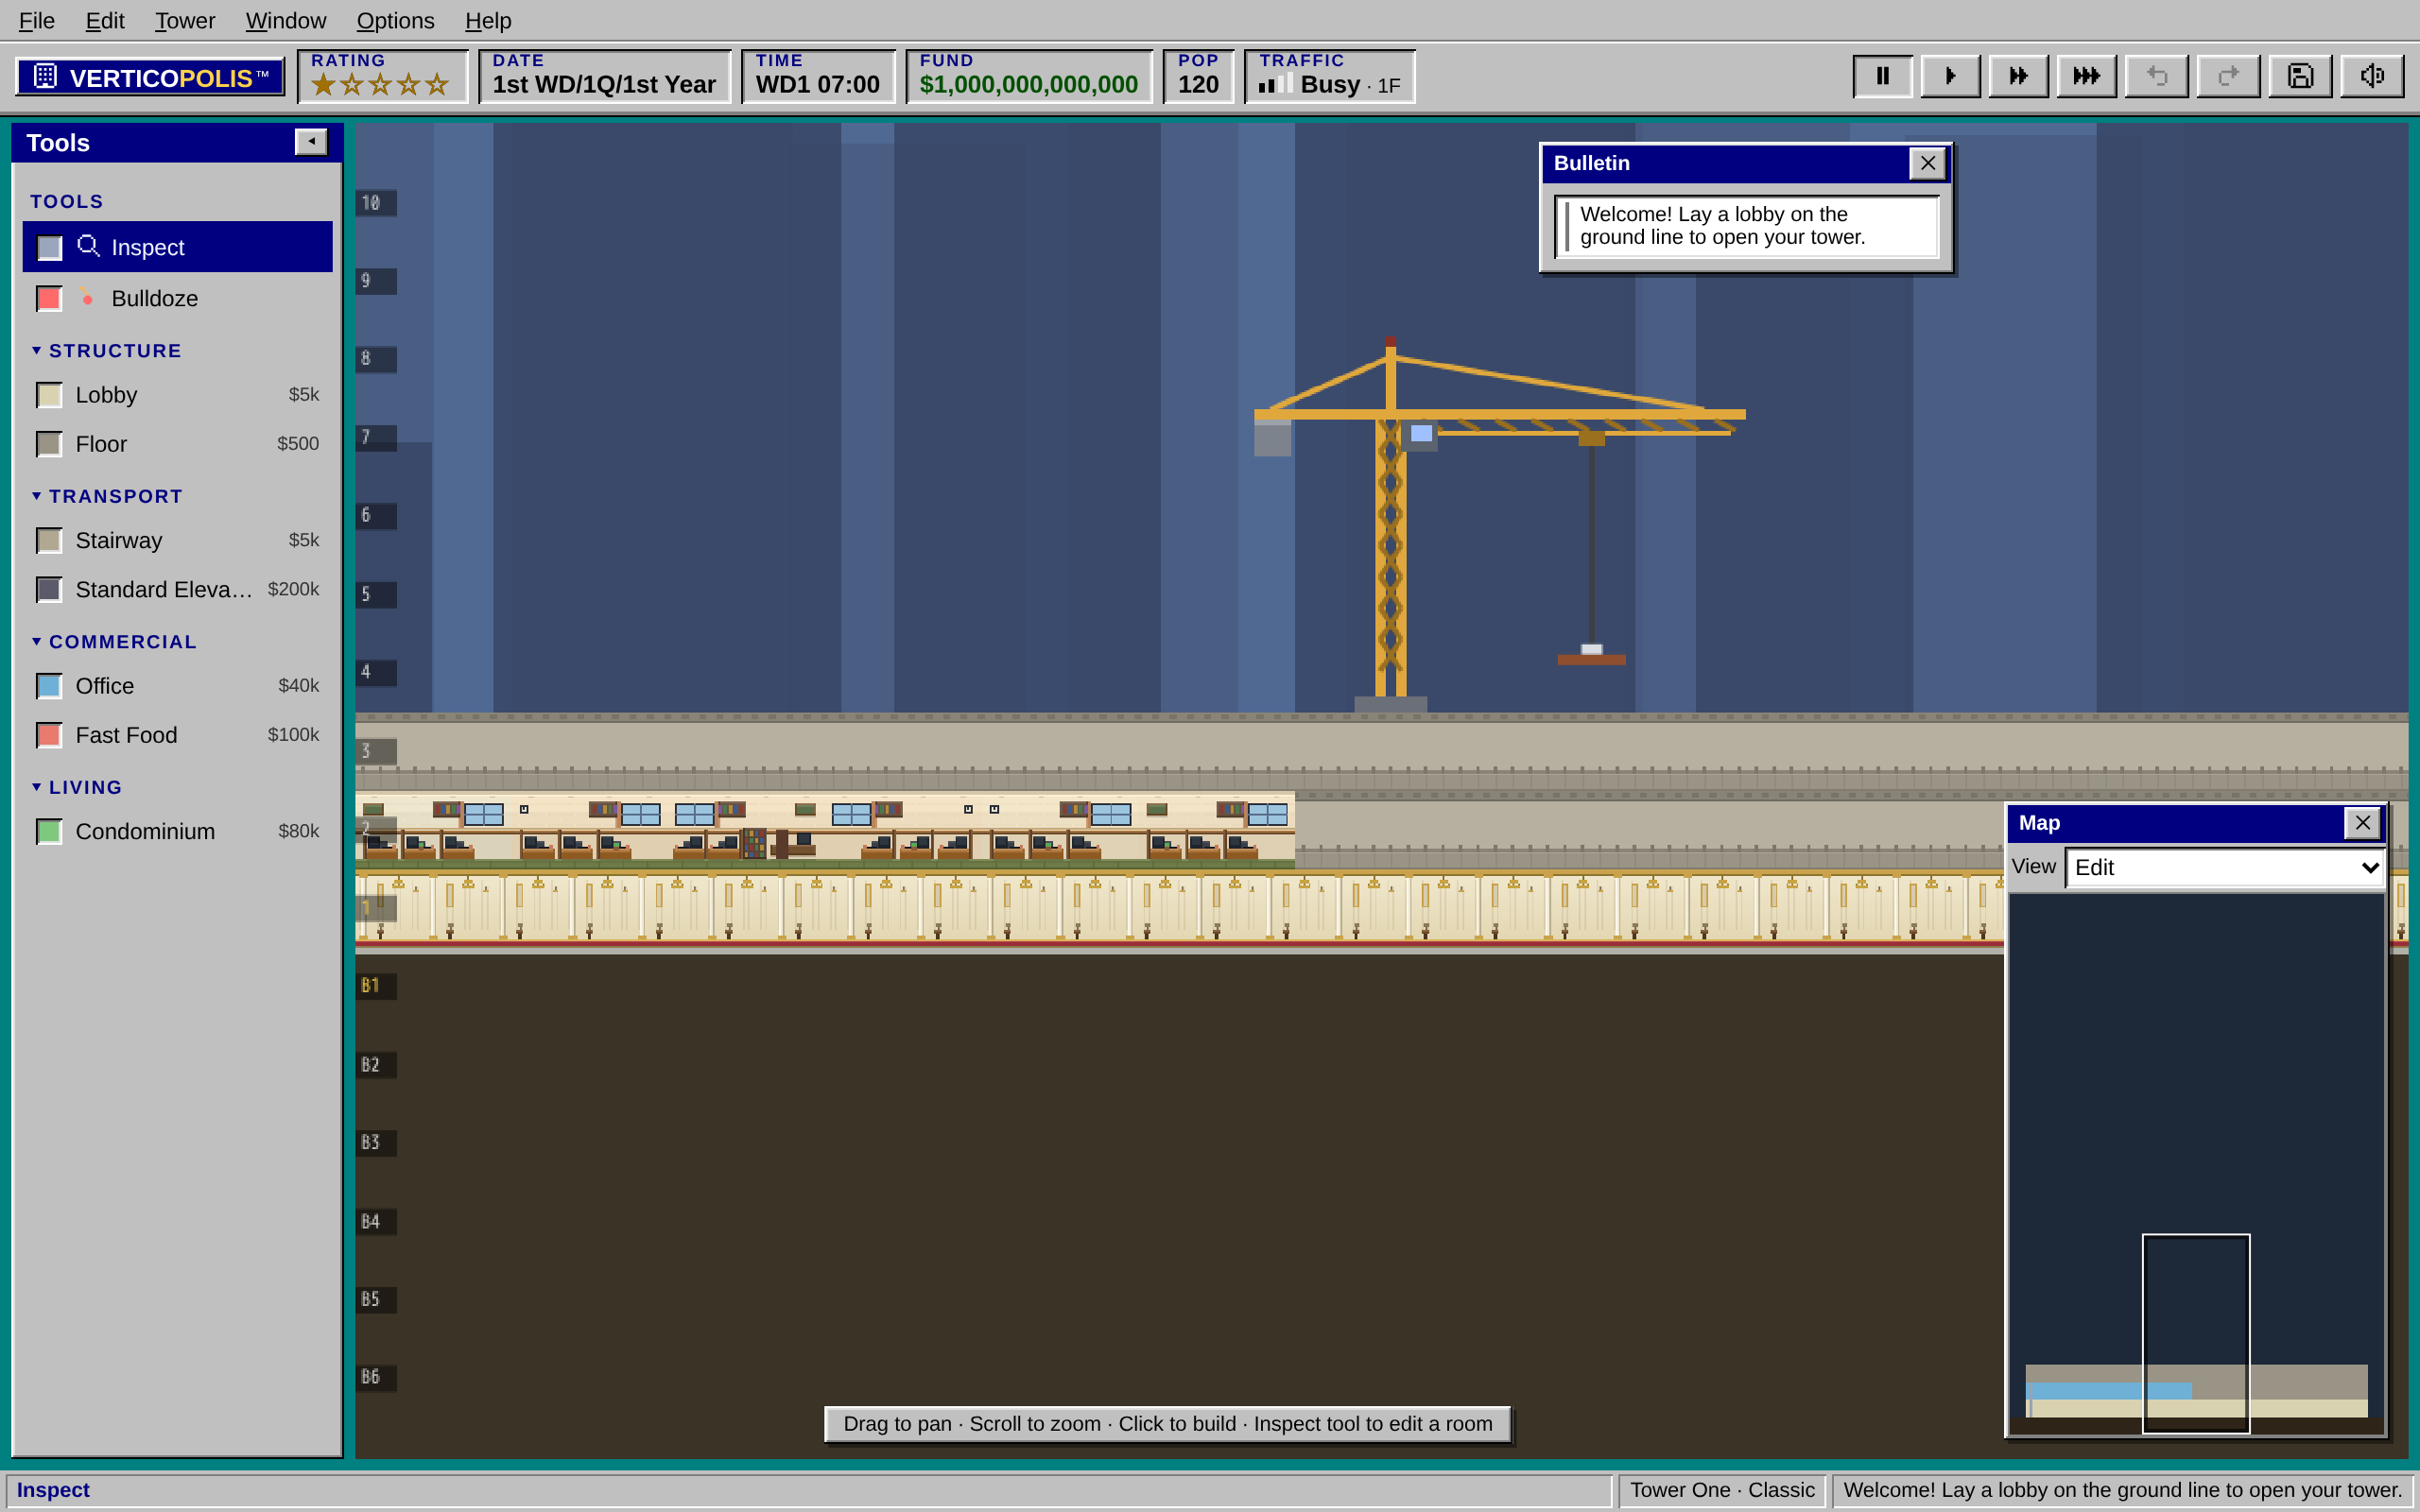 File Edit Tower Window Options Help
VERTICOPOLIS™
RATING
DATE
1st WD/1Q/1st Year
TIME
WD1 07:00
FUND
$1,000,000,000,000
POP
120
TRAFFIC
Busy · 1F
Tools
TOOLS
Inspect
Bulldoze
STRUCTURE
Lobby $5k
Floor $500
TRANSPORT
Stairway $5k
Standard Eleva... $200k
COMMERCIAL
Office $40k
Fast Food $100k
LIVING
Condominium $80k
10
9
8
7
6
5
4
3
2
1
B1
B2
B3
B4
B5
B6
Bulletin
Welcome! Lay a lobby on the
ground line to open your tower.
Map
View Edit
Drag to pan · Scroll to zoom · Click to build · Inspect tool to edit a room
Inspect
Tower One · Classic
Welcome! Lay a lobby on the ground line to open your tower.